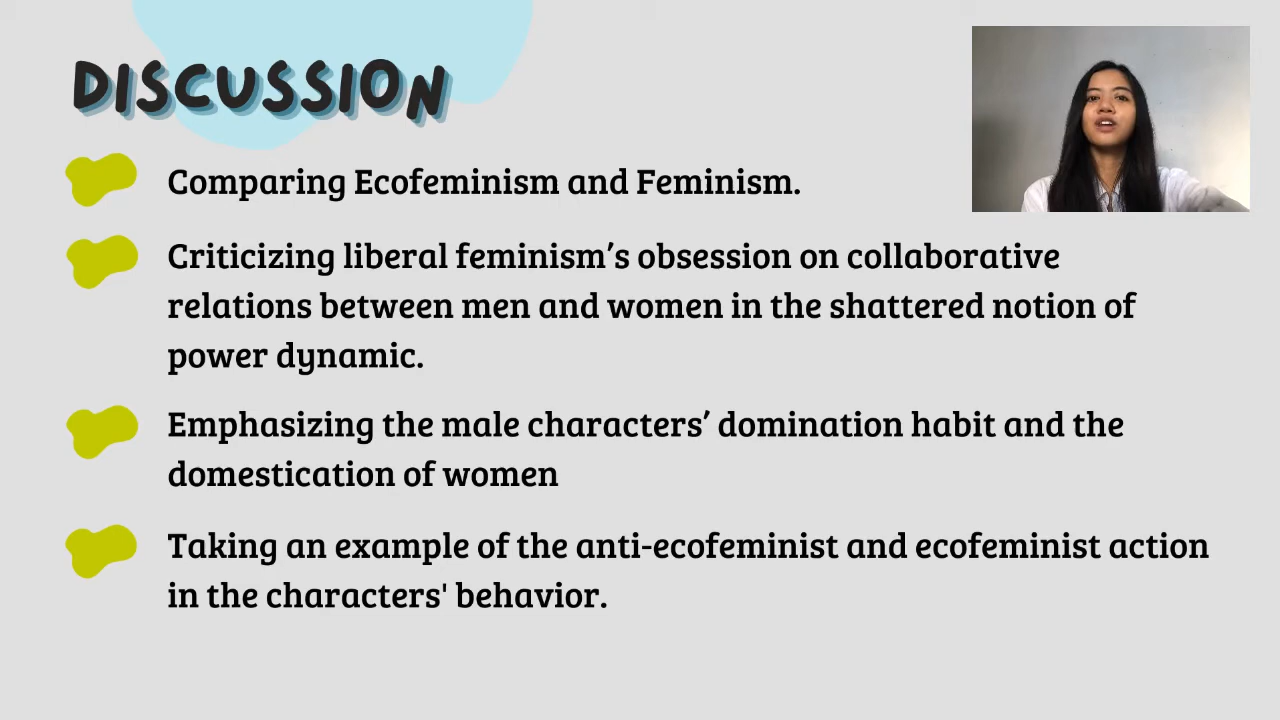 DISCUSSION
Comparing Ecofeminism and Feminism.
Criticizing liberal feminism’s obsession on collaborative
relations between men and women in the shattered notion of
power dynamic.
Emphasizing the male characters’ domination habit and the
domestication of women
Taking an example of the anti-ecofeminist and ecofeminist action
in the characters' behavior.